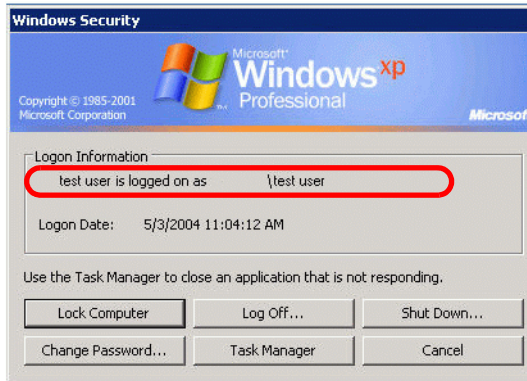 Windows Security
Microsoft®
Windows xp
Professional
Copyright © 1985-2001
Microsoft Corporation
Microsoft
Logon Information
test user is logged on as \test user
Logon Date: 5/3/2004 11:04:12 AM
Use the Task Manager to close an application that is not responding.
Lock Computer Log Off... Shut Down...
Change Password... Task Manager Cancel